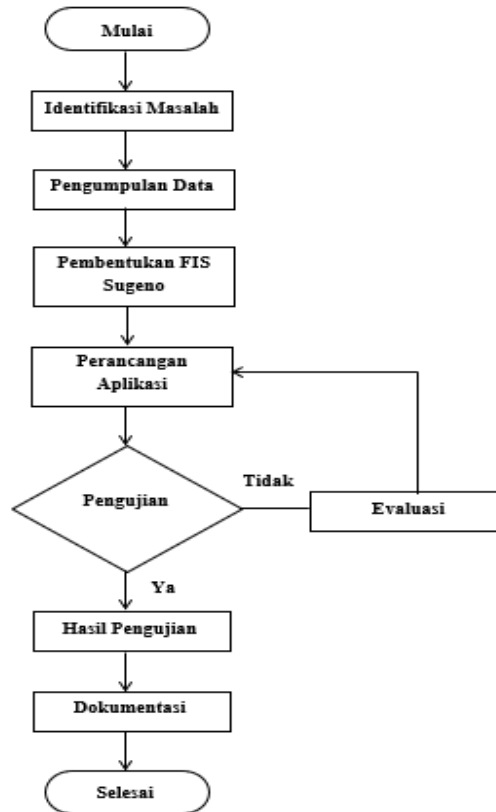 Mulai
Identifikasi Masalah
Pengumpulan Data
Pembentukan FIS
Sugeno
Perancangan
Aplikasi
Pengujian
Tidak
Evaluasi
Ya
Hasil Pengujian
Dokumentasi
Selesai